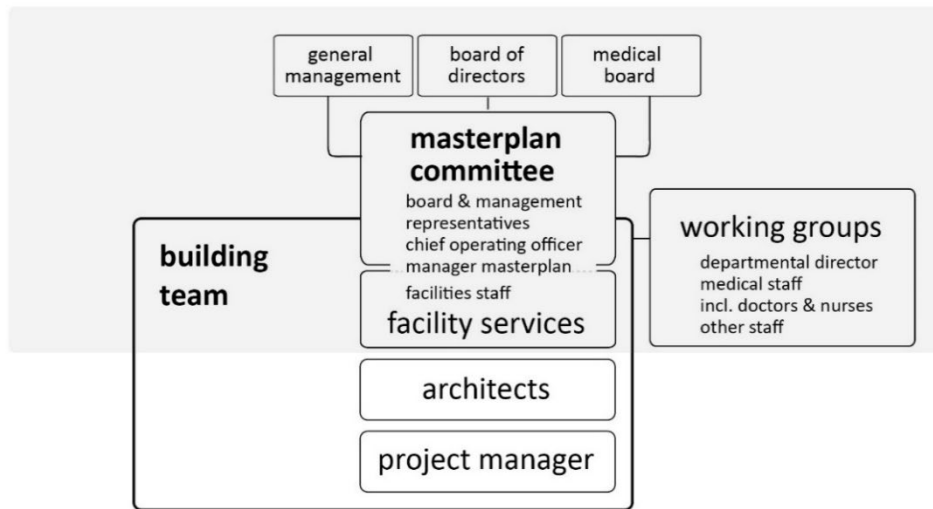 general
management
board of
directors
medical
board
masterplan
committee
board & management
representatives
chief operating officer
manager masterplan
building
team
facilities staff
facility services
working groups
departmental director
medical staff
incl. doctors & nurses
other staff
architects
project manager